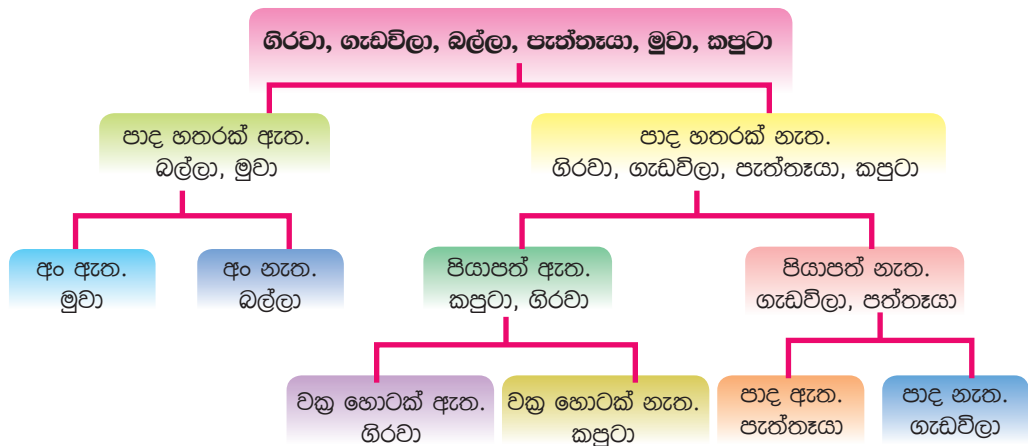 ගිරවා, ගැඩවිලා, බල්ලා, පැත්තෑයා, මුවා, කපුටා
පාද හතරක් ඇත.
බල්ලා, මුවා
පාද හතරක් නැත.
ගිරවා, ගැඩවිලා, පැත්තෑයා, කපුටා
අං ඇත.
මුවා
අං නැත.
බල්ලා
පියාපත් ඇත.
කපුටා, ගිරවා
පියාපත් නැත.
ගැඩවිලා, පත්තෑයා
වක්‍ර හොටක් ඇත.
ගිරවා
වක්‍ර හොටක් නැත.
කපුටා
පාද ඇත.
පැත්තෑයා
පාද නැත.
ගැඩවිලා